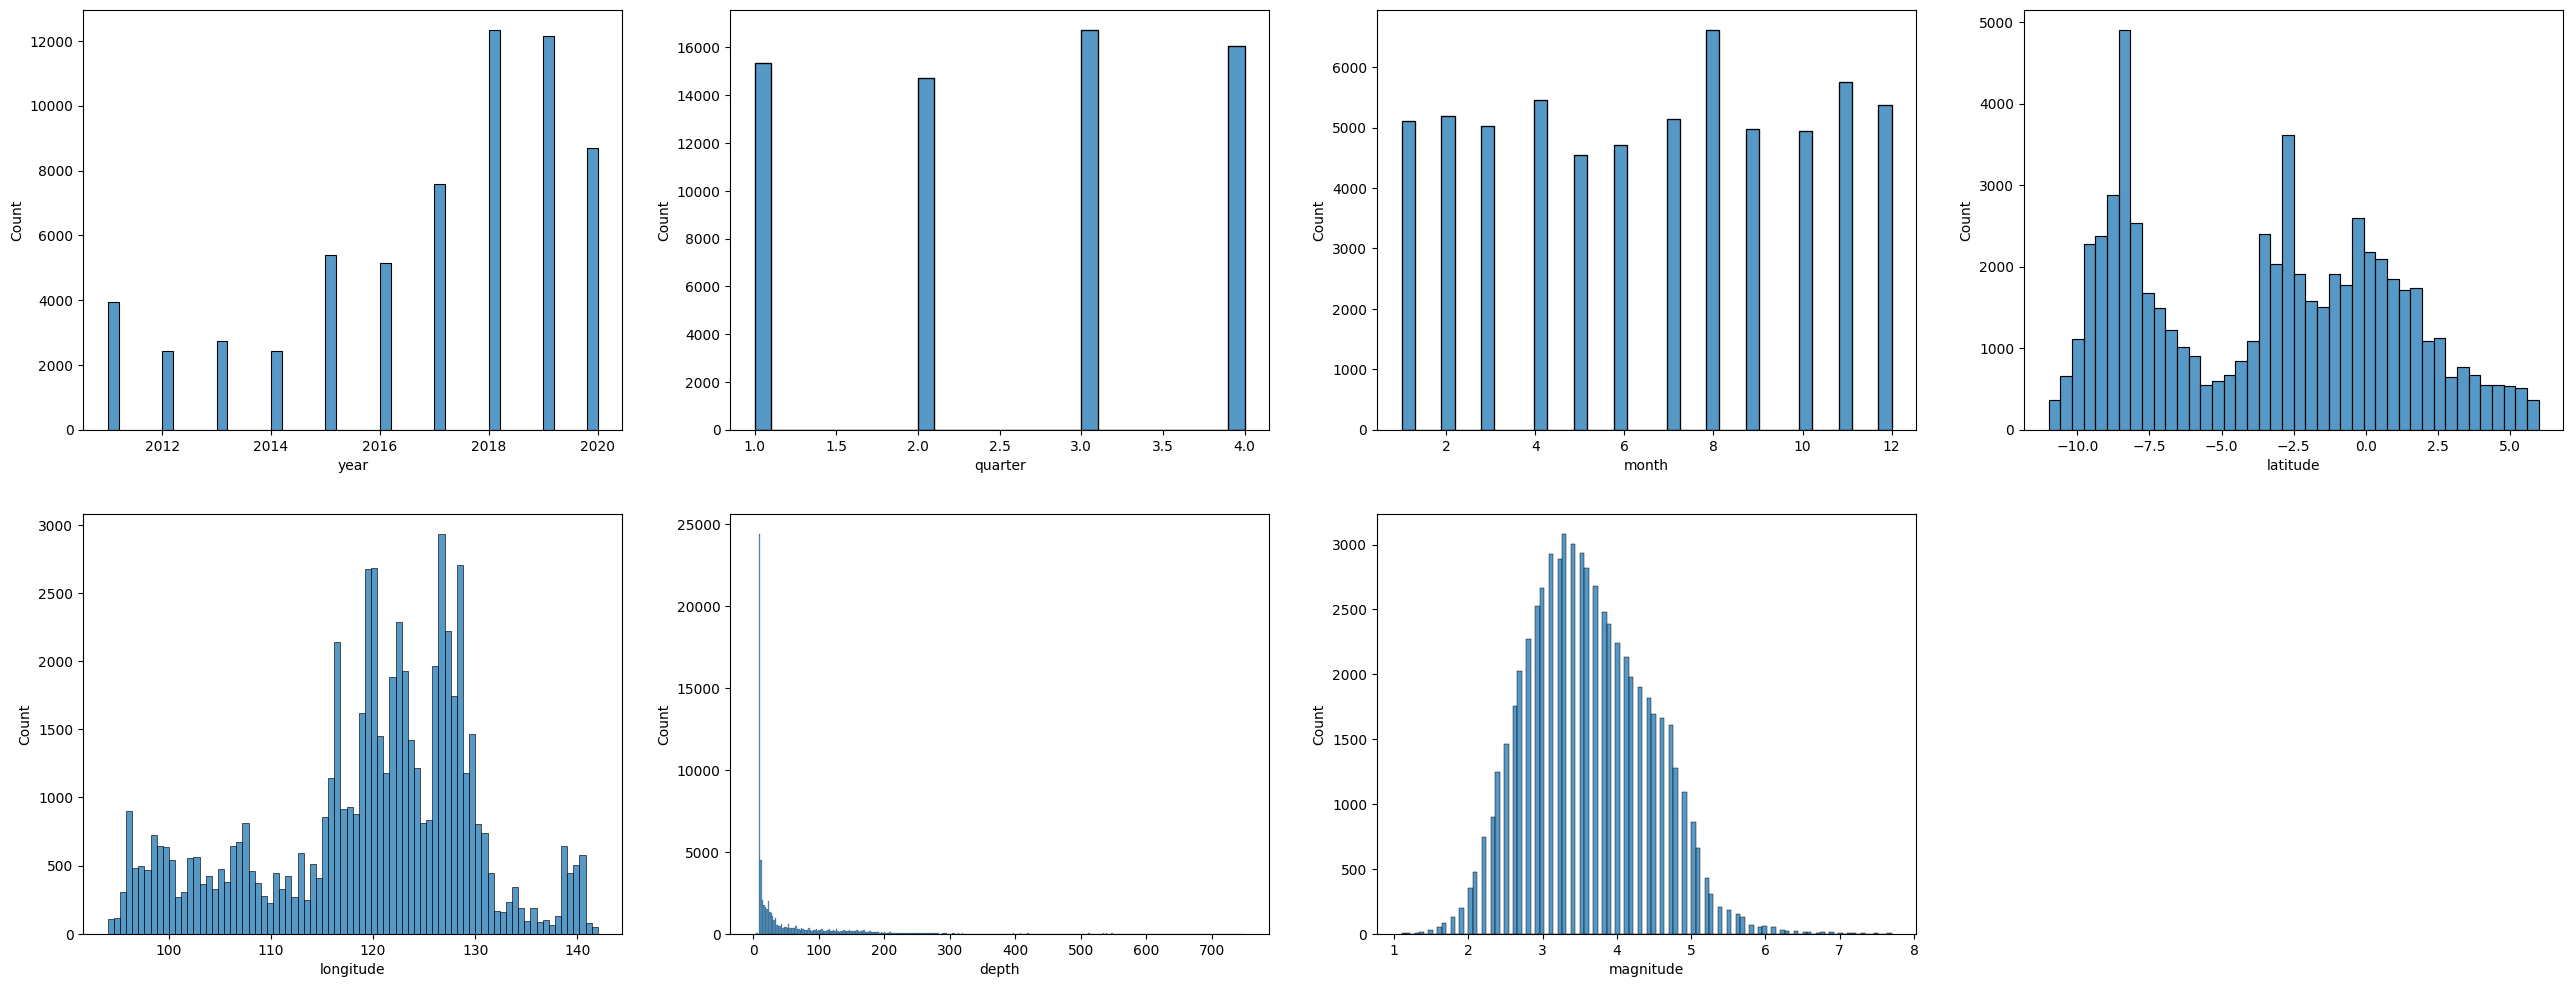 12000
10000
8000
6000
4000
2000
0
Count
2012 2014 2016 2018 2020
year
16000
14000
12000
10000
8000
6000
4000
2000
0
Count
1.0 1.5 2.0 2.5 3.0 3.5 4.0
quarter
6000
5000
4000
3000
2000
1000
0
Count
2 4 6 8 10 12
month
5000
4000
3000
2000
1000
0
Count
−10.0 −7.5 −5.0 −2.5 0.0 2.5 5.0
latitude
3000
2500
2000
1500
1000
500
0
Count
100 110 120 130 140
longitude
25000
20000
15000
10000
5000
0
Count
0 100 200 300 400 500 600 700
depth
3000
2500
2000
1500
1000
500
0
Count
1 2 3 4 5 6 7 8
magnitude